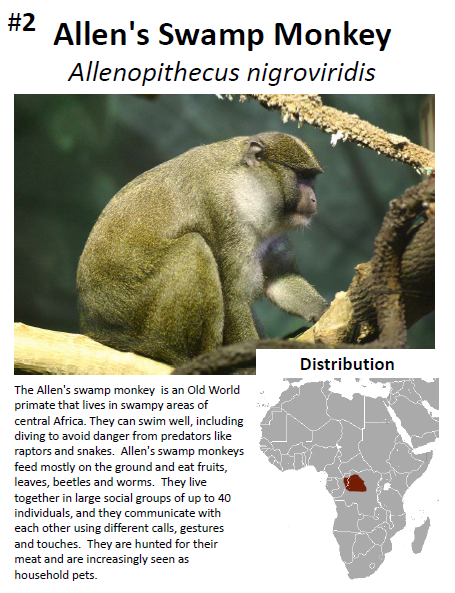 #2
Allen's Swamp Monkey
Allenopithecus nigroviridis
Distribution
The Allen's swamp monkey is an Old World
primate that lives in swampy areas of
central Africa. They can swim well, including
diving to avoid danger from predators like
raptors and snakes. Allen's swamp monkeys
feed mostly on the ground and eat fruits,
leaves, beetles and worms. They live
together in large social groups of up to 40
individuals, and they communicate with
each other using different calls, gestures
and touches. They are hunted for their
meat and are increasingly seen as
household pets.